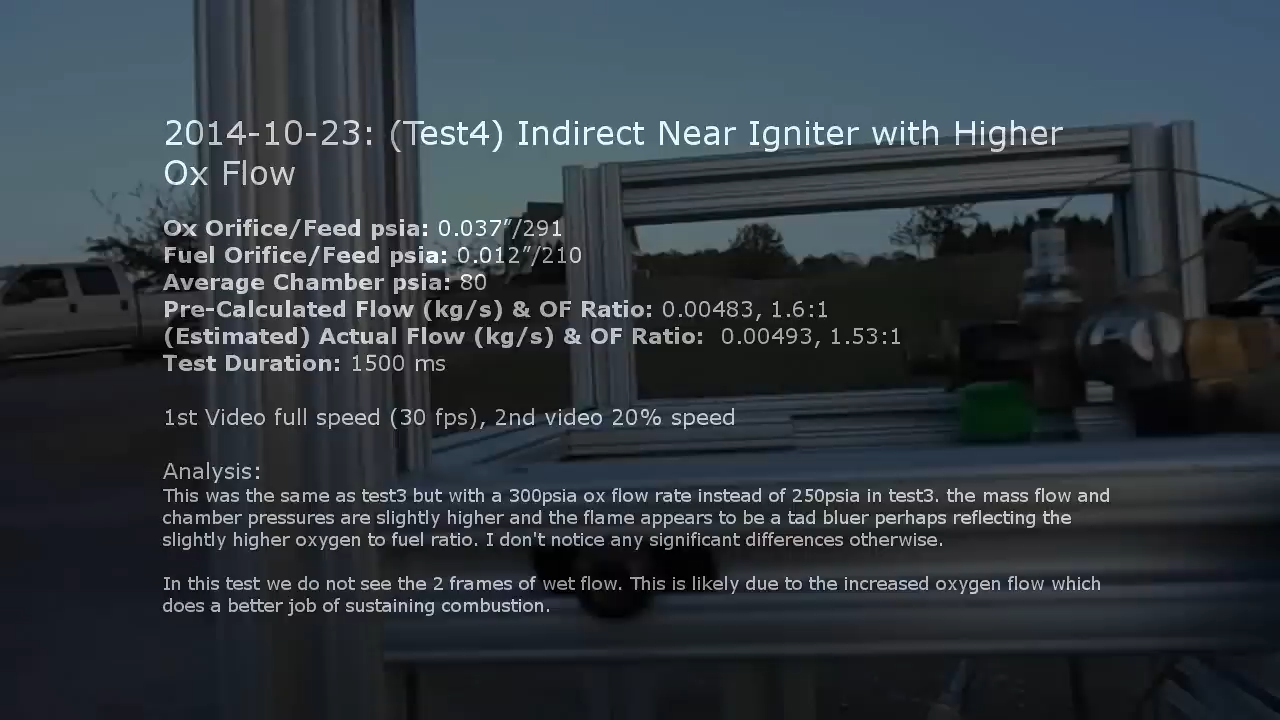 2014-10-23: (Test4) Indirect Near Igniter with Higher
Ox Flow
Ox Orifice/Feed psia: 0.037”/291
Fuel Orifice/Feed psia: 0.012”/210
Average Chamber psia: 80
Pre-Calculated Flow (kg/s) & OF Ratio: 0.00483, 1.6:1
(Estimated) Actual Flow (kg/s) & OF Ratio: 0.00493, 1.53:1
Test Duration: 1500 ms
1st Video full speed (30 fps), 2nd video 20% speed
Analysis:
This was the same as test3 but with a 300psia ox flow rate instead of 250psia in test3. the mass flow and
chamber pressures are slightly higher and the flame appears to be a tad bluer perhaps reflecting the
slightly higher oxygen to fuel ratio. I don't notice any significant differences otherwise.
In this test we do not see the 2 frames of wet flow. This is likely due to the increased oxygen flow which
does a better job of sustaining combustion.